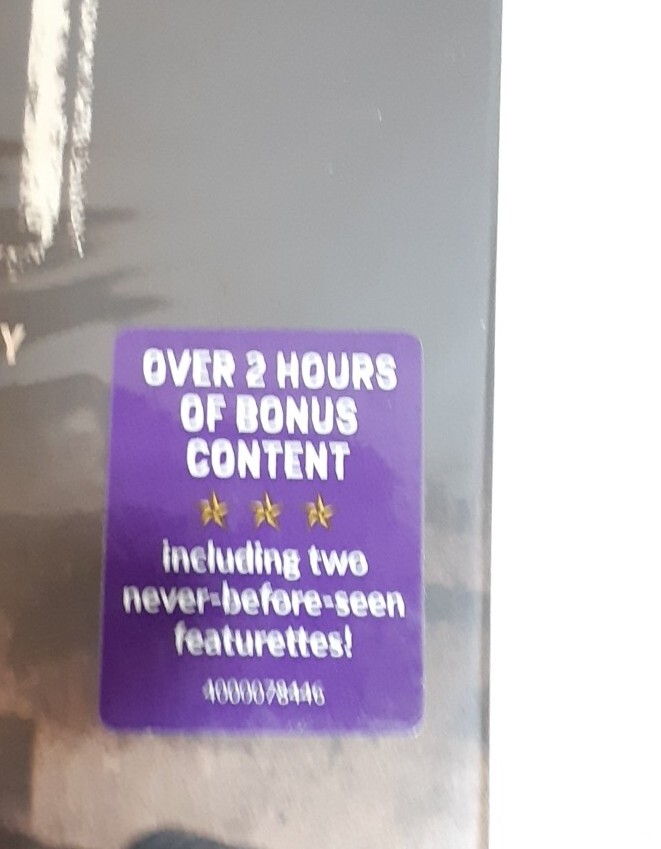 Y
OVER 2 HOURS
OF BONUS
CONTENT
including two
never-before-seen
featurettes!
4000078446